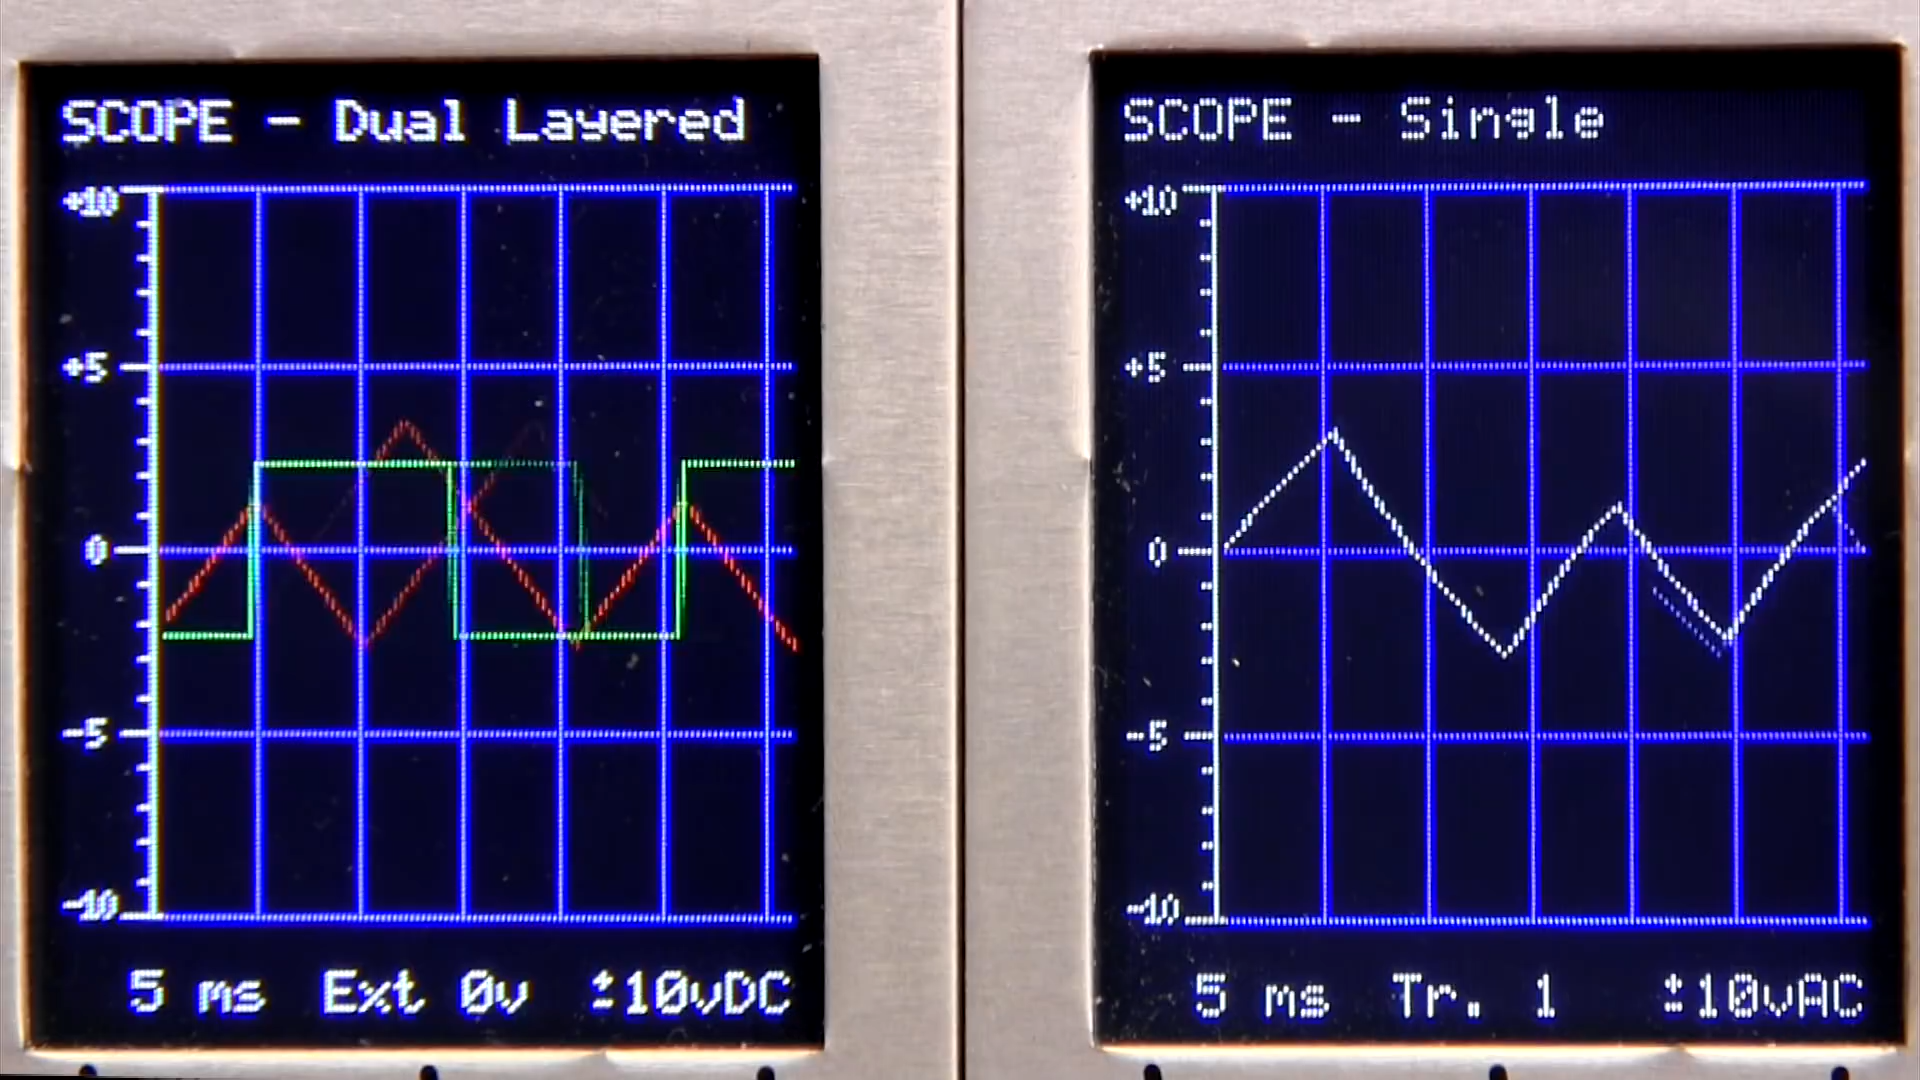 SCOPE - Dual Layered
+10
+5
0
-5
-10
5 ms Ext 0v ±10vDC
SCOPE - Single
+10
+5
0
-5
-10
5 ms Tr. 1 ±10vAC